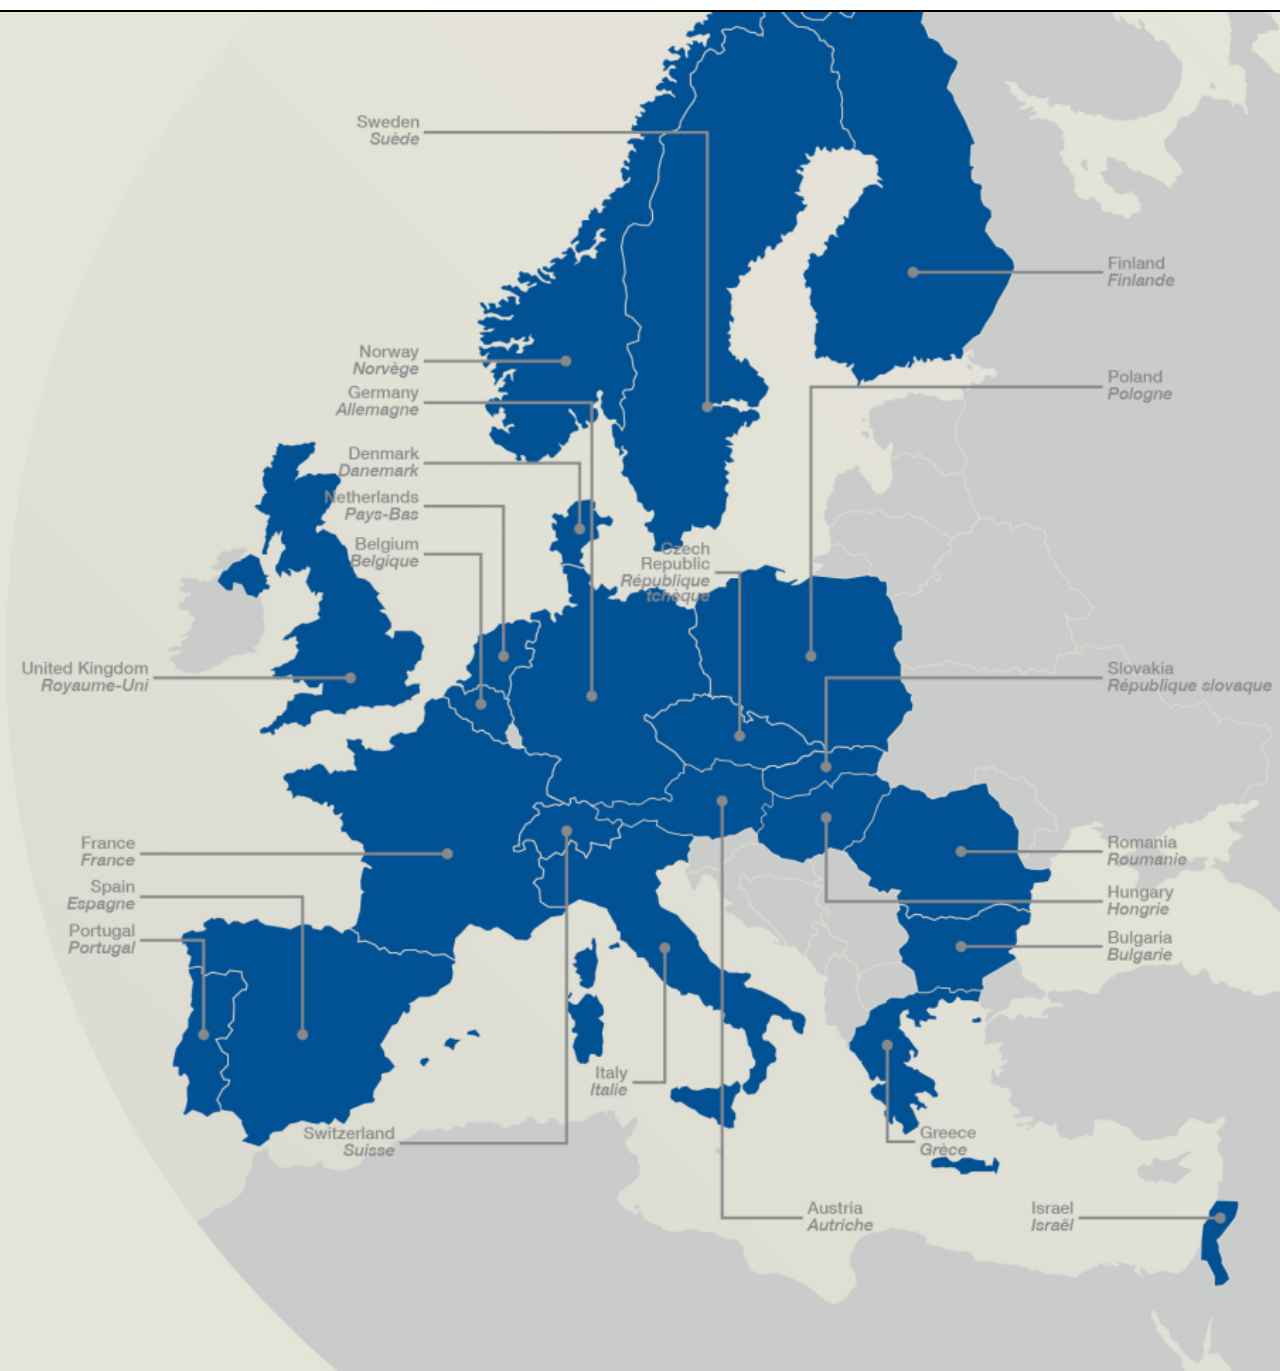 Sweden
Suède
Finland
Finlande
Norway
Norvège
Poland
Pologne
Germany
Allemagne
Denmark
Danemark
Netherlands
Pays-Bas
Belgium
Belgique
Czech
Republic
République
tchèque
United Kingdom
Royaume-Uni
Slovakia
République slovaque
France
France
Romania
Roumanie
Spain
Espagne
Hungary
Hongrie
Portugal
Portugal
Bulgaria
Bulgarie
Italy
Italie
Switzerland
Suisse
Greece
Grèce
Austria
Autriche
Israel
Israël